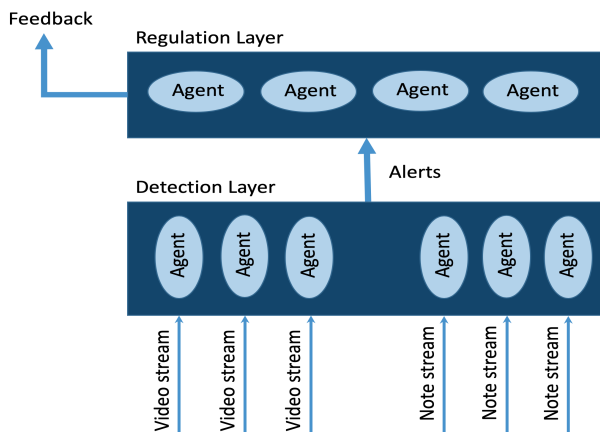 Feedback
Regulation Layer
Agent
Agent
Agent
Agent
Alerts
Detection Layer
Agent
Agent
Agent
Agent
Agent
Agent
Video stream
Video stream
Video stream
Note stream
Note stream
Note stream